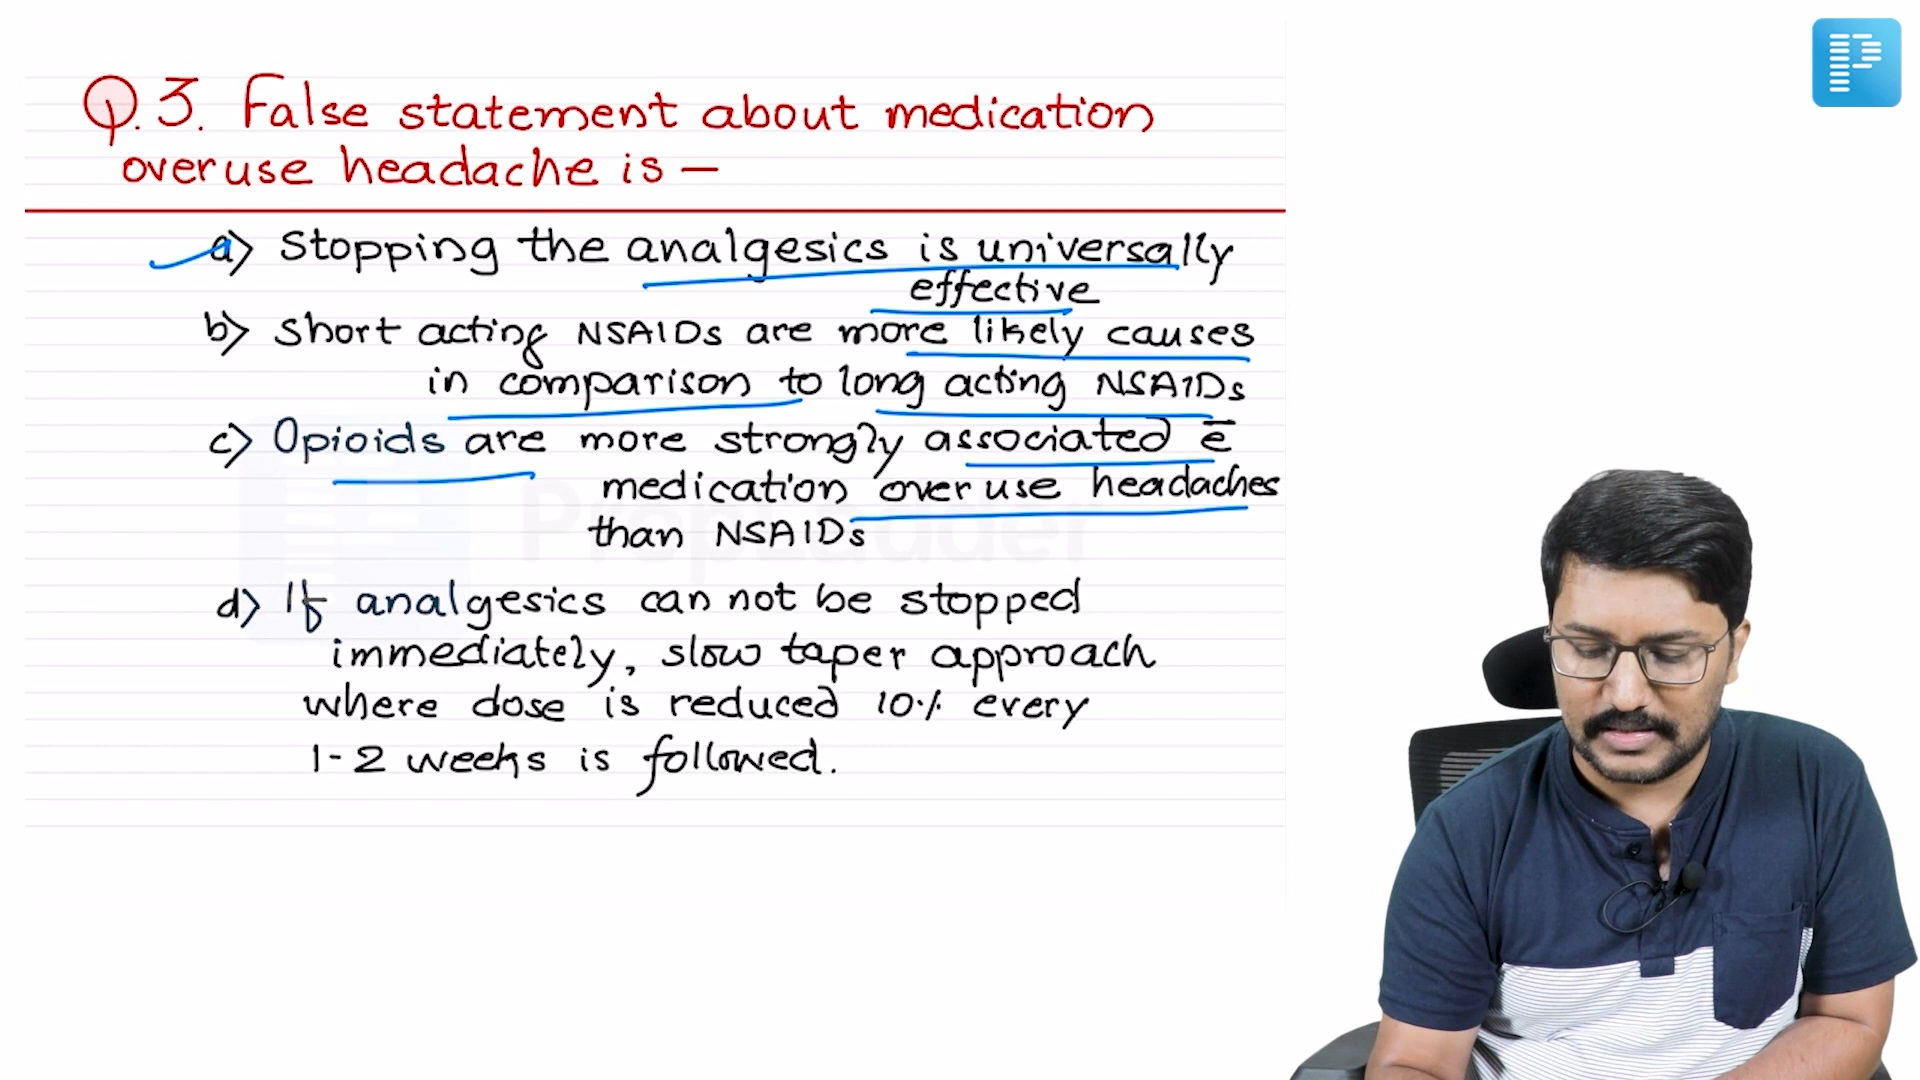 Q.3. False statement about medication
overuse headache is —
a) Stopping the analgesics is universally
effective
b) Short acting NSAIDs are more likely causes
in comparison to long acting NSAIDs
c) Opioids are more strongly associated c̅
medication overuse headaches
than NSAIDs
PrepLadder
d) If analgesics can not be stopped
immediately, slow taper approach
where dose is reduced 10% every
1-2 weeks is followed.